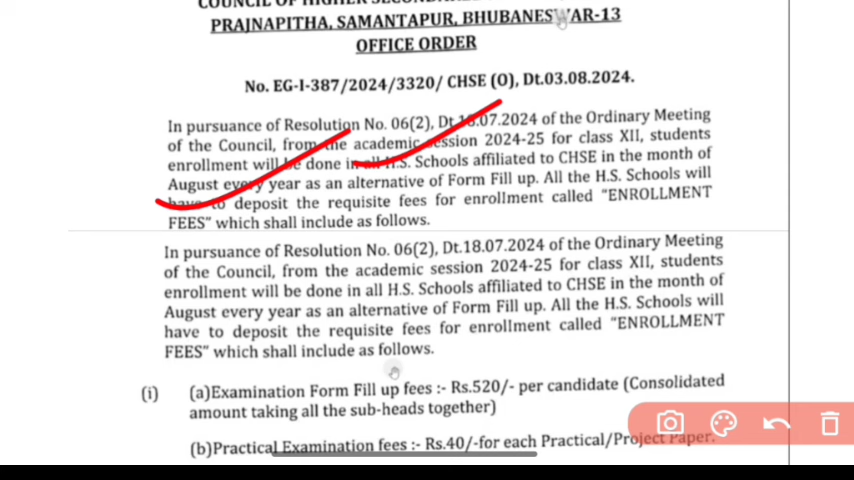 COUNCIL OF HIGHER SECONDARY
PRAJNAPITHA, SAMANTAPUR, BHUBANESWAR-13
OFFICE ORDER
No. EG-I-387/2024/3320/ CHSE (O), Dt.03.08.2024.
In pursuance of Resolution No. 06(2), Dt.18.07.2024 of the Ordinary Meeting
of the Council, from the academic session 2024-25 for class XII, students
enrollment will be done in all H.S. Schools affiliated to CHSE in the month of
August every year as an alternative of Form Fill up. All the H.S. Schools will
have to deposit the requisite fees for enrollment called "ENROLLMENT
FEES" which shall include as follows.
In pursuance of Resolution No. 06(2), Dt.18.07.2024 of the Ordinary Meeting
of the Council, from the academic session 2024-25 for class XII, students
enrollment will be done in all H.S. Schools affiliated to CHSE in the month of
August every year as an alternative of Form Fill up. All the H.S. Schools will
have to deposit the requisite fees for enrollment called "ENROLLMENT
FEES" which shall include as follows.
(i) (a)Examination Form Fill up fees :- Rs.520/- per candidate (Consolidated
amount taking all the sub-heads together)
(b)Practical Examination fees :- Rs.40/-for each Practical/Project Paper.